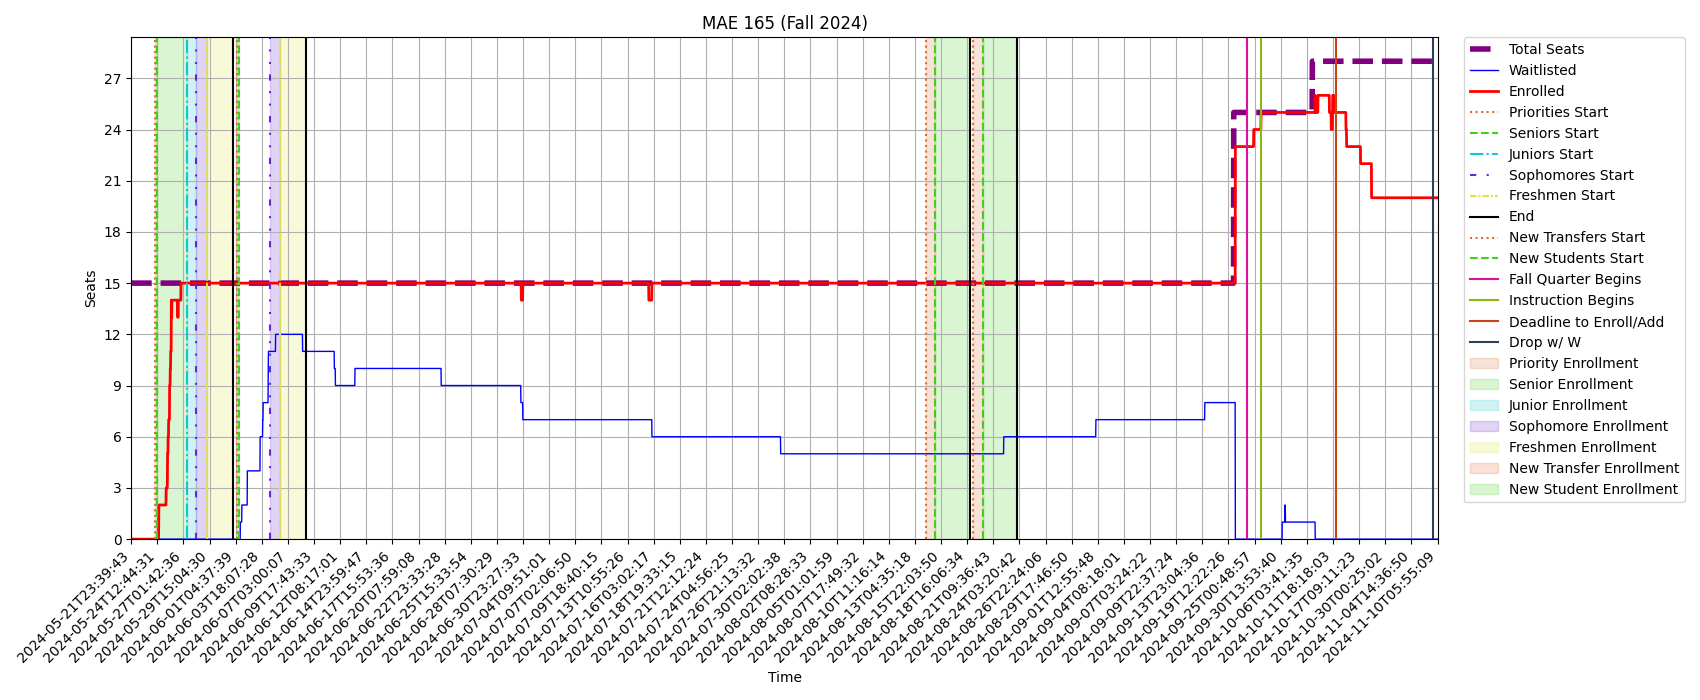 MAE 165 (Fall 2024)
Seats
27
24
21
18
15
12
9
6
3
0
2024-05-21T23:39:43
2024-05-24T12:44:31
2024-05-27T01:42:36
2024-05-29T15:04:30
2024-06-01T04:37:39
2024-06-03T18:07:28
2024-06-07T03:00:07
2024-06-09T17:43:33
2024-06-12T08:17:01
2024-06-14T23:59:47
2024-06-17T15:53:36
2024-06-20T07:59:08
2024-06-22T23:33:28
2024-06-25T15:33:54
2024-06-28T07:30:29
2024-06-30T23:27:33
2024-07-04T09:51:01
2024-07-07T02:06:50
2024-07-09T18:40:15
2024-07-13T10:55:26
2024-07-16T03:02:17
2024-07-18T19:33:15
2024-07-21T12:12:24
2024-07-24T04:56:25
2024-07-26T21:13:32
2024-07-30T02:02:38
2024-08-02T08:28:33
2024-08-05T01:01:59
2024-08-07T17:49:32
2024-08-10T11:16:14
2024-08-13T04:35:18
2024-08-15T22:03:50
2024-08-18T16:06:34
2024-08-21T09:36:43
2024-08-24T03:20:42
2024-08-26T22:24:06
2024-08-29T17:46:50
2024-09-01T12:55:48
2024-09-04T08:18:01
2024-09-07T03:24:22
2024-09-09T22:37:24
2024-09-13T23:04:36
2024-09-19T12:22:26
2024-09-25T00:48:57
2024-09-30T13:53:40
2024-10-06T03:41:35
2024-10-11T18:18:03
2024-10-17T09:11:23
2024-10-30T00:25:02
2024-11-04T14:36:50
2024-11-10T05:55:09
Time
Total Seats
Waitlisted
Enrolled
Priorities Start
Seniors Start
Juniors Start
Sophomores Start
Freshmen Start
End
New Transfers Start
New Students Start
Fall Quarter Begins
Instruction Begins
Deadline to Enroll/Add
Drop w/ W
Priority Enrollment
Senior Enrollment
Junior Enrollment
Sophomore Enrollment
Freshmen Enrollment
New Transfer Enrollment
New Student Enrollment